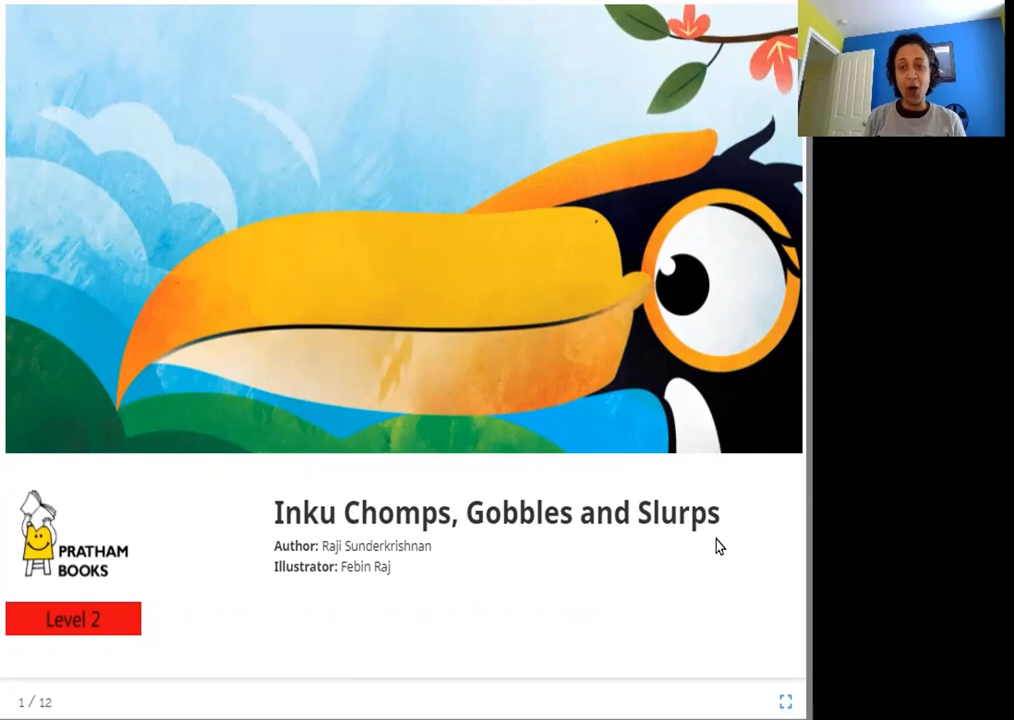 Inku Chomps, Gobbles and Slurps
Author: Raji Sunderkrishnan
Illustrator: Febin Raj
PRATHAM
BOOKS
Level 2
1 / 12